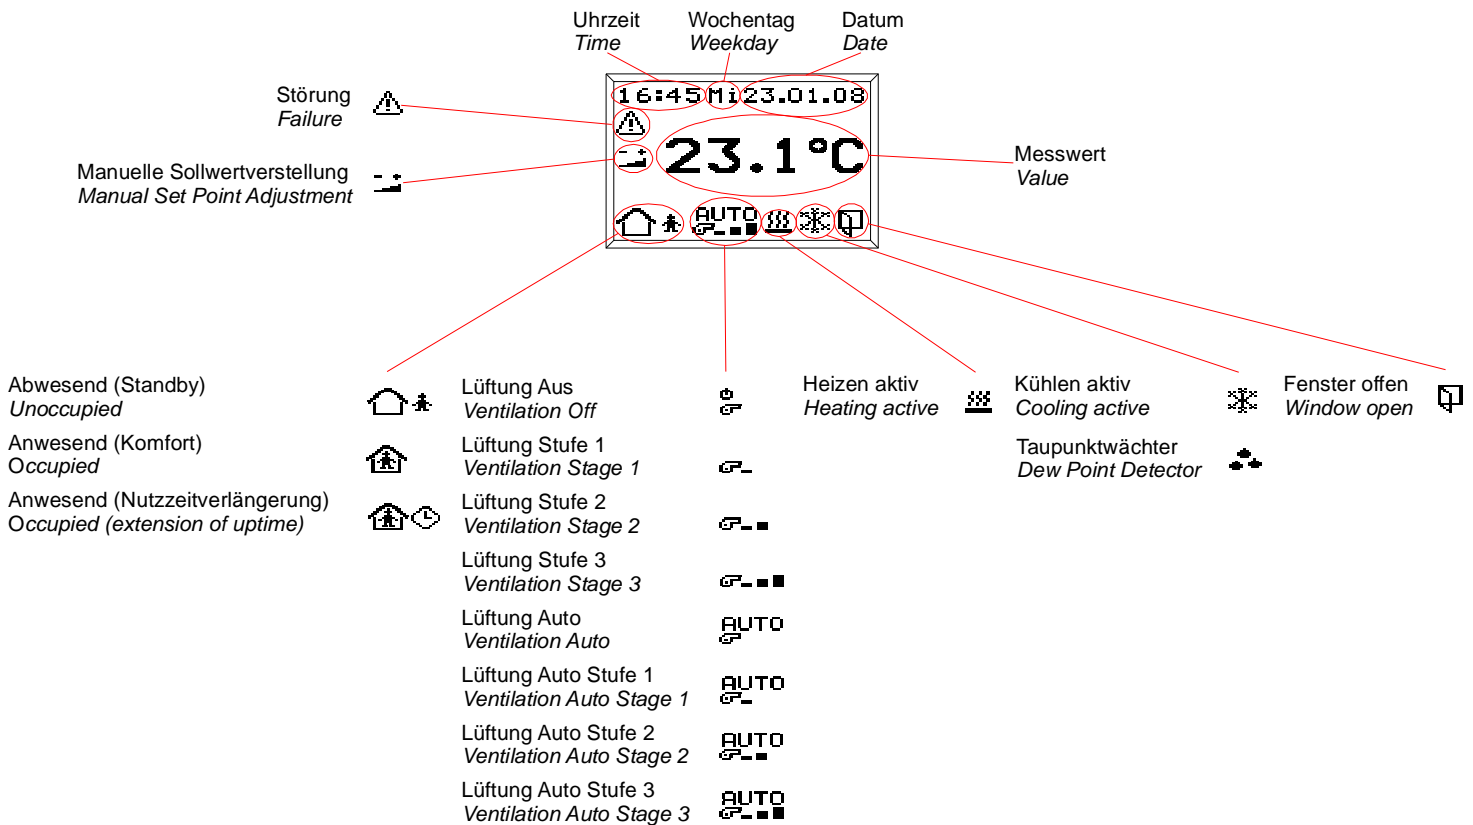 Uhrzeit
Time
Wochentag
Weekday
Datum
Date
Störung
Failure
16:45 Mi 23.01.08
Manuelle Sollwertverstellung
Manual Set Point Adjustment
23.1°C
Messwert
Value
AUTO
Abwesend (Standby)
Unoccupied
Anwesend (Komfort)
Occupied
Anwesend (Nutzzeitverlängerung)
Occupied (extension of uptime)
Lüftung Aus
Ventilation Off
Lüftung Stufe 1
Ventilation Stage 1
Lüftung Stufe 2
Ventilation Stage 2
Lüftung Stufe 3
Ventilation Stage 3
Lüftung Auto
Ventilation Auto
AUTO
Lüftung Auto Stufe 1
Ventilation Auto Stage 1
AUTO
Lüftung Auto Stufe 2
Ventilation Auto Stage 2
AUTO
Lüftung Auto Stufe 3
Ventilation Auto Stage 3
AUTO
Heizen aktiv
Heating active
Kühlen aktiv
Cooling active
Taupunktwächter
Dew Point Detector
Fenster offen
Window open